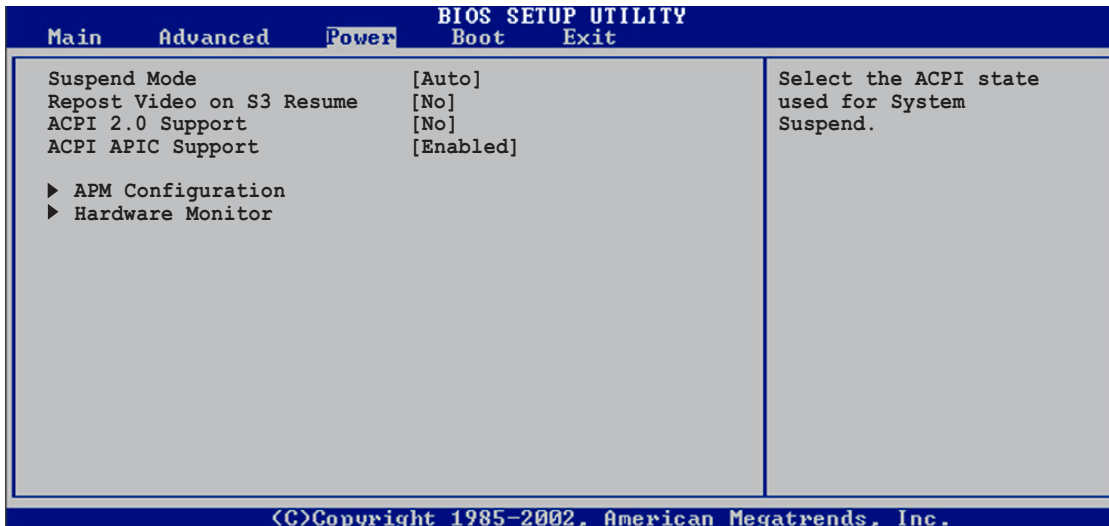 BIOS SETUP UTILITY
Main Advanced Power Boot Exit
Suspend Mode [Auto]
Repost Video on S3 Resume [No]
ACPI 2.0 Support [No]
ACPI APIC Support [Enabled]
APM Configuration
Hardware Monitor
Select the ACPI state
used for System
Suspend.
(C)Copyright 1985-2002, American Megatrends, Inc.